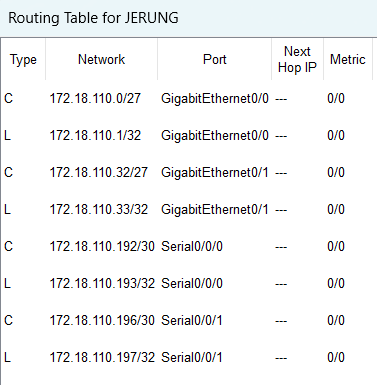 Routing Table for JERUNG
Type Network Port Next Hop IP Metric
C 172.18.110.0/27 GigabitEthernet0/0 --- 0/0
L 172.18.110.1/32 GigabitEthernet0/0 --- 0/0
C 172.18.110.32/27 GigabitEthernet0/1 --- 0/0
L 172.18.110.33/32 GigabitEthernet0/1 --- 0/0
C 172.18.110.192/30 Serial0/0/0 --- 0/0
L 172.18.110.193/32 Serial0/0/0 --- 0/0
C 172.18.110.196/30 Serial0/0/1 --- 0/0
L 172.18.110.197/32 Serial0/0/1 --- 0/0